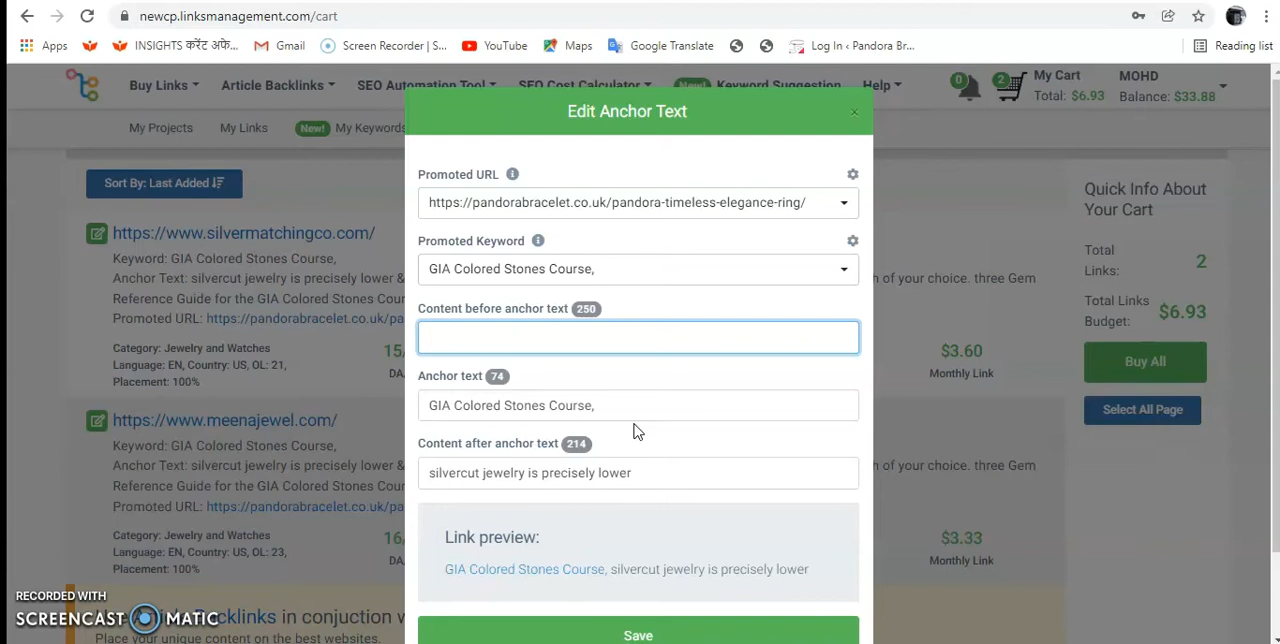 newcp.linksmanagement.com/cart
Apps
INSIGHTS करेंट अफे...
Gmail
Screen Recorder | S...
YouTube
Maps
Google Translate
Log In ‹ Pandora Br...
Reading list
Buy Links
Article Backlinks
SEO Automation Tool
SEO Cost Calculator
New!
Keyword Suggestion
Help
0
2
My Cart
Total: $6.93
MOHD
Balance: $33.88
My Projects
My Links
New!
My Keywords
Edit Anchor Text
×
Sort By: Last Added
Promoted URL
https://pandorabracelet.co.uk/pandora-timeless-elegance-ring/
Promoted Keyword
GIA Colored Stones Course,
Content before anchor text 250
Anchor text 74
GIA Colored Stones Course,
Content after anchor text 214
silvercut jewelry is precisely lower
Link preview:
GIA Colored Stones Course, silvercut jewelry is precisely lower
Save
https://www.silvermatchingco.com/
Keyword: GIA Colored Stones Course,
Anchor Text: silvercut jewelry is precisely lower &
of your choice. three Gem
Reference Guide for the GIA Colored Stones Cours
Promoted URL: https://pandorabracelet.co.uk/pa
Category: Jewelry and Watches
Language: EN, Country: US, OL: 21,
Placement: 100%
15/
DA,
$3.60
Monthly Link
https://www.meenajewel.com/
Keyword: GIA Colored Stones Course,
Anchor Text: silvercut jewelry is precisely lower &
of your choice. three Gem
Reference Guide for the GIA Colored Stones Cours
Promoted URL: https://pandorabracelet.co.uk/pa
Category: Jewelry and Watches
Language: EN, Country: US, OL: 23,
Placement: 100%
16/
DA,
$3.33
Monthly Link
Quick Info About
Your Cart
Total
Links:
2
Total Links
Budget:
$6.93
Buy All
Select All Page
Backlinks in conjuction w
Place your unique content on the best websites.
RECORDED WITH
SCREENCAST MATIC